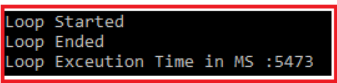 Loop Started
Loop Ended
Loop Exceution Time in MS :5473